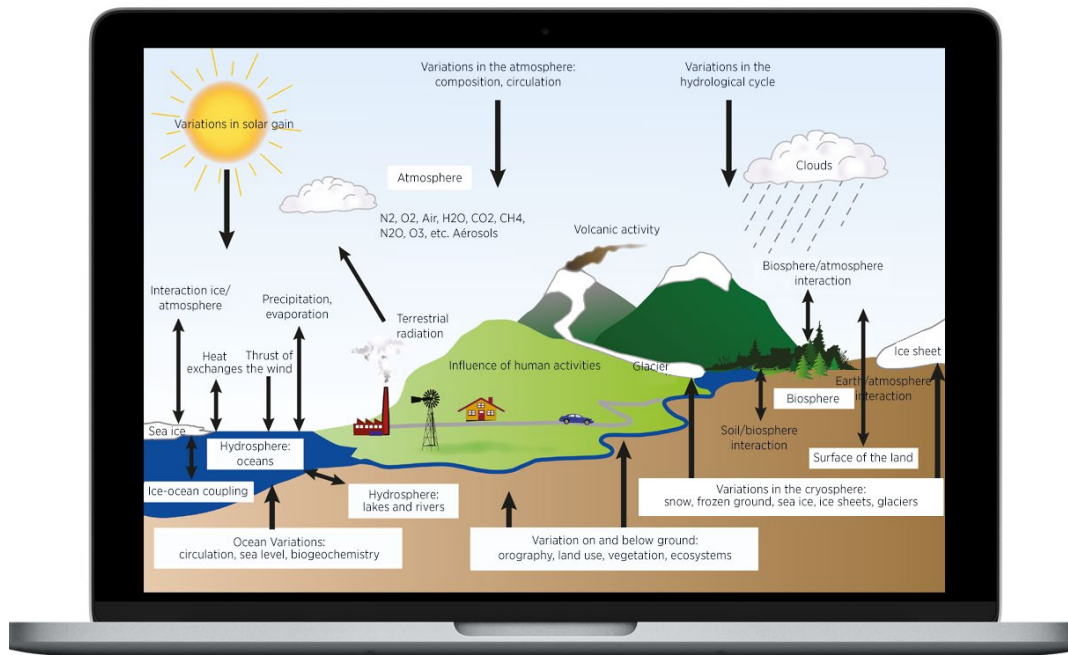 Variations in the atmosphere:
composition, circulation
Variations in the
hydrological cycle
Variations in solar gain
Clouds
Atmosphere
N2, O2, Air, H2O, CO2, CH4,
N2O, O3, etc. Aérosols
Volcanic activity
Biosphere/atmosphere
interaction
Interaction ice/
atmosphere
Precipitation,
evaporation
Terrestrial
radiation
Heat
exchanges
Thrust of
the wind
Influence of human activities
Glacier
Ice sheet
Earth/atmosphere
interaction
Biosphere
Sea ice
Hydrosphere:
oceans
Soil/biosphere
interaction
Surface of the land
Ice-ocean coupling
Hydrosphere:
lakes and rivers
Variations in the cryosphere:
snow, frozen ground, sea ice, ice sheets, glaciers
Ocean Variations:
circulation, sea level, biogeochemistry
Variation on and below ground:
orography, land use, vegetation, ecosystems